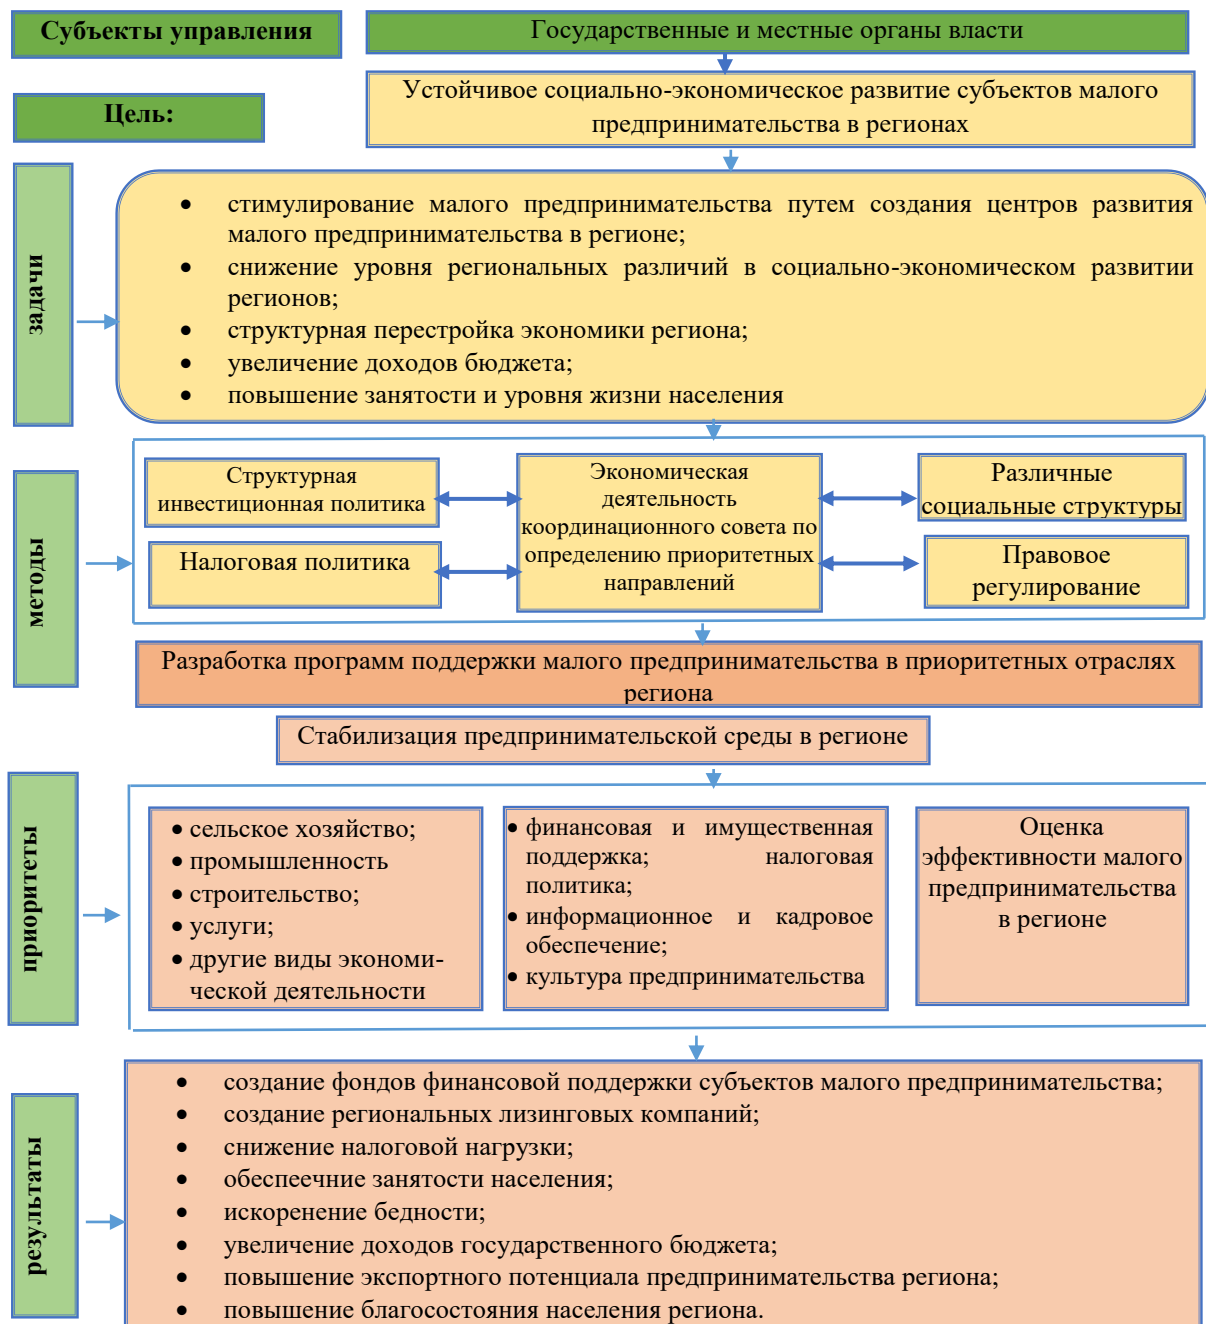 Субъекты управления
Государственные и местные органы власти
Цель:
Устойчивое социально-экономическое развитие субъектов малого
предпринимательства в регионах
задачи
• стимулирование малого предпринимательства путем создания центров развития
малого предпринимательства в регионе;
• снижение уровня региональных различий в социально-экономическом развитии
регионов;
• структурная перестройка экономики региона;
• увеличение доходов бюджета;
• повышение занятости и уровня жизни населения
методы
Структурная
инвестиционная политика
Налоговая политика
Экономическая
деятельность
координационного совета по
определению приоритетных
направлений
Различные
социальные структуры
Правовое
регулирование
Разработка программ поддержки малого предпринимательства в приоритетных отраслях
региона
Стабилизация предпринимательской среды в регионе
приоритеты
• сельское хозяйство;
• промышленность
• строительство;
• услуги;
• другие виды экономи-
ческой деятельности
• финансовая и имущественная
поддержка; налоговая
политика;
• информационное и кадровое
обеспечение;
• культура предпринимательства
Оценка
эффективности малого
предпринимательства
в регионе
результаты
• создание фондов финансовой поддержки субъектов малого предпринимательства;
• создание региональных лизинговых компаний;
• снижение налоговой нагрузки;
• обеспеечние занятости населения;
• искоренение бедности;
• увеличение доходов государственного бюджета;
• повышение экспортного потенциала предпринимательства региона;
• повышение благосостояния населения региона.